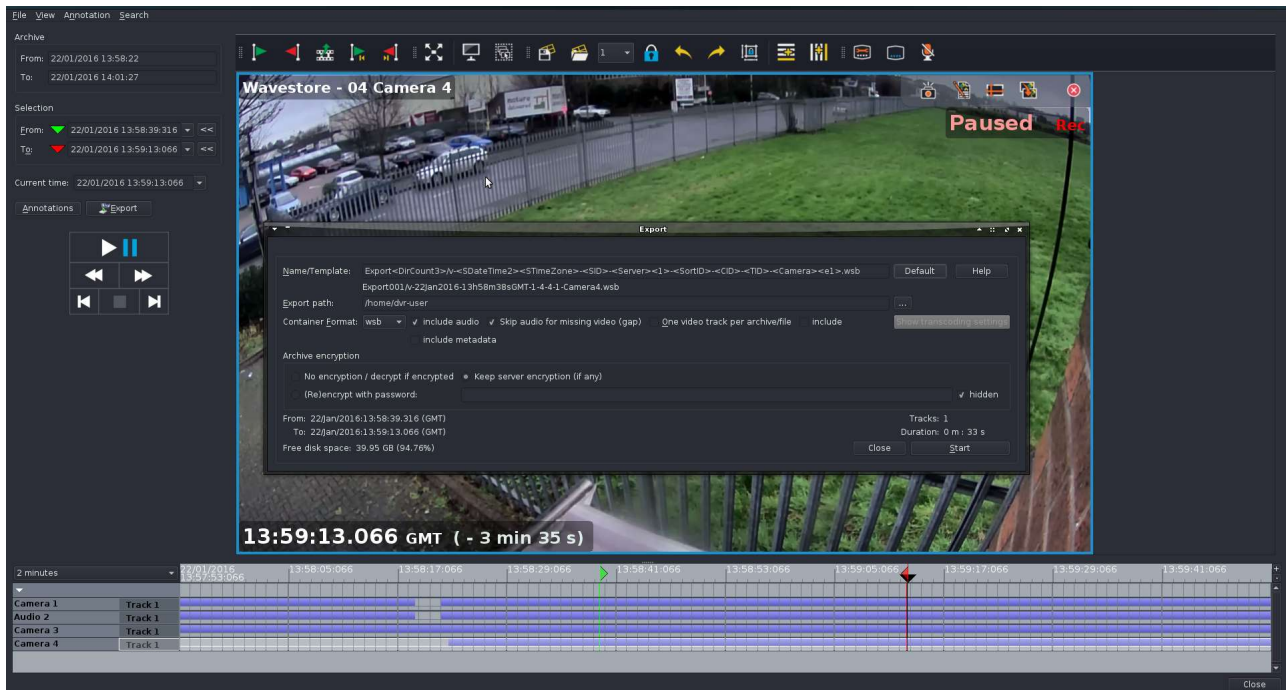 File View Annotation Search
Archive
From: 22/01/2016 13:58:22
To: 22/01/2016 14:01:27
Selection
From: 22/01/2016 13:58:39:316 <<
To: 22/01/2016 13:59:13:066 <<
Current time: 22/01/2016 13:59:13:066
Annotations Export
1
Wavestore - 04 Camera 4
Paused Rec
Export
Name/Template: Export<DirCount3>/v-<SDateTime2><STimeZone>-<SID>-<Server><1>-<SortID>-<CID>-<TID>-<Camera><e1>.wsb Default Help
Export001/v-22Jan2016-13h58m38sGMT-1-4-4-1-Camera4.wsb
Export path: /home/dvr-user ...
Container Format: wsb include audio Skip audio for missing video (gap) One video track per archive/file include Show transcoding settings
include metadata
Archive encryption
No encryption / decrypt if encrypted Keep server encryption (if any)
(Re)encrypt with password: hidden
From: 22/Jan/2016:13:58:39.316 (GMT) Tracks: 1
To: 22/Jan/2016:13:59:13.066 (GMT) Duration: 0 m : 33 s
Free disk space: 39.95 GB (94.76%) Close Start
13:59:13.066 GMT ( - 3 min 35 s)
2 minutes 22/01/2016 13:58:05:066 13:58:17:066 13:58:29:066 13:58:41:066 13:58:53:066 13:59:05:066 13:59:17:066 13:59:29:066 13:59:41:066
13:57:53:066
Camera 1 Track 1
Audio 2 Track 1
Camera 3 Track 1
Camera 4 Track 1
Close